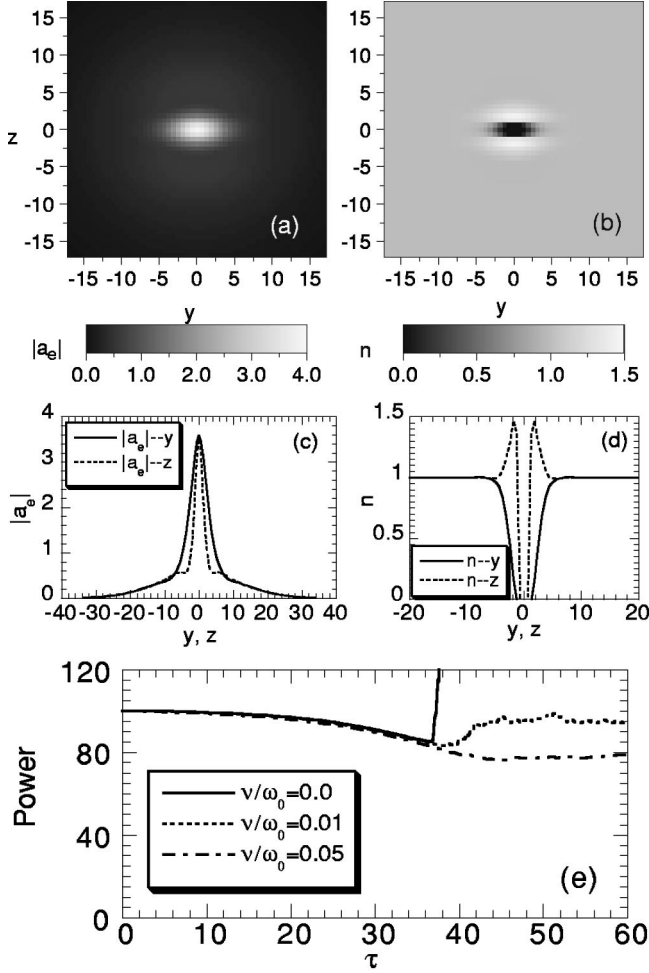 15
10
5
0
-5
-10
-15
z
(a)
-15 -10 -5 0 5 10 15
y
15
10
5
0
-5
-10
-15
(b)
-15 -10 -5 0 5 10 15
y
|a_e|
0.0 1.0 2.0 3.0 4.0
n
0.0 0.5 1.0 1.5
4
3
2
1
0
|a_e|
|a_e|--y
|a_e|--z
(c)
-40 -30 -20 -10 0 10 20 30 40
y, z
1.5
1
0.5
0
n
(d)
n--y
n--z
-20 -10 0 10 20
y, z
120
80
40
0
Power
ν/ω₀=0.0
ν/ω₀=0.01
ν/ω₀=0.05
(e)
0 10 20 30 40 50 60
τ